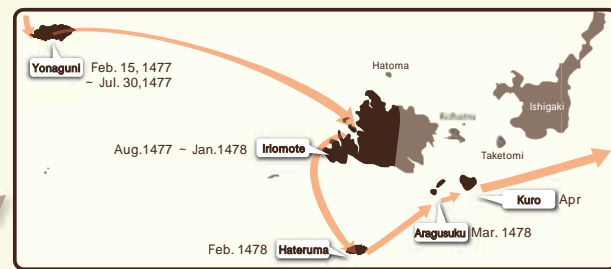 Yonaguni Feb. 15, 1477
~ Jul. 30,1477
Hatoma
Ishigaki
Taketomi
Aug.1477 ~ Jan.1478 Iriomote
Kuro Apr
Aragusuku Mar. 1478
Feb. 1478 Hateruma